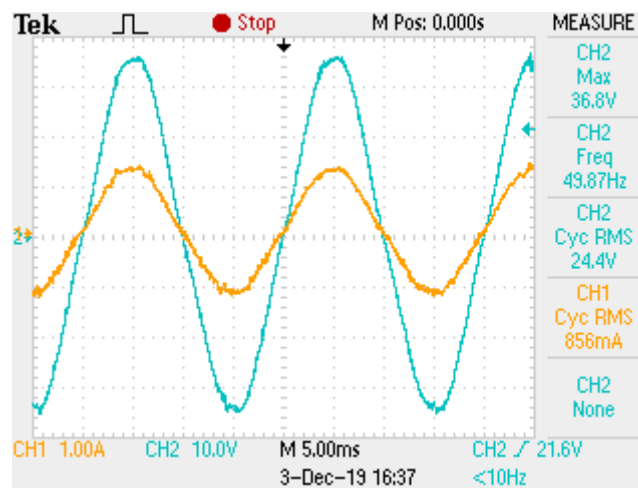 Tek Stop M Pos: 0.000s MEASURE
CH2
Max
36.8V
CH2
Freq
49.87Hz
CH2
Cyc RMS
24.4V
CH1
Cyc RMS
856mA
CH2
None
2
CH1 1.00A CH2 10.0V M 5.00ms CH2 21.6V
3-Dec-19 16:37 <10Hz